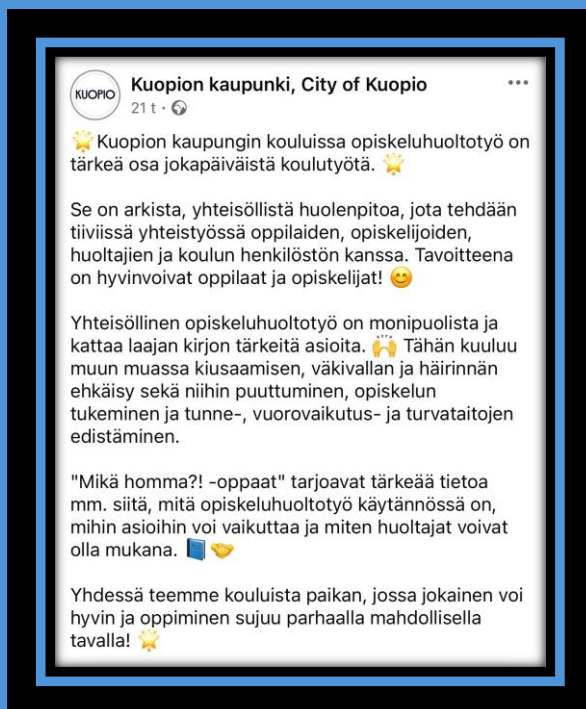 KUOPIO
Kuopion kaupunki, City of Kuopio
21 t ·
🌟Kuopion kaupungin kouluissa opiskeluhuoltotyö on
tärkeä osa jokapäiväistä koulutyötä. 🌟
Se on arkista, yhteisöllistä huolenpitoa, jota tehdään
tiiviissä yhteistyössä oppilaiden, opiskelijoiden,
huoltajien ja koulun henkilöstön kanssa. Tavoitteena
on hyvinvoivat oppilaat ja opiskelijat! 😊
Yhteisöllinen opiskeluhuoltotyö on monipuolista ja
kattaa laajan kirjon tärkeitä asioita. 🙌 Tähän kuuluu
muun muassa kiusaamisen, väkivallan ja häirinnän
ehkäisy sekä niihin puuttuminen, opiskelun
tukeminen ja tunne-, vuorovaikutus- ja turvataitojen
edistäminen.
"Mikä homma?! -oppaat" tarjoavat tärkeää tietoa
mm. siitä, mitä opiskeluhuoltotyö käytännössä on,
mihin asioihin voi vaikuttaa ja miten huoltajat voivat
olla mukana. 📘 🤝
Yhdessä teemme kouluista paikan, jossa jokainen voi
hyvin ja oppiminen sujuu parhaalla mahdollisella
tavalla! 🌟